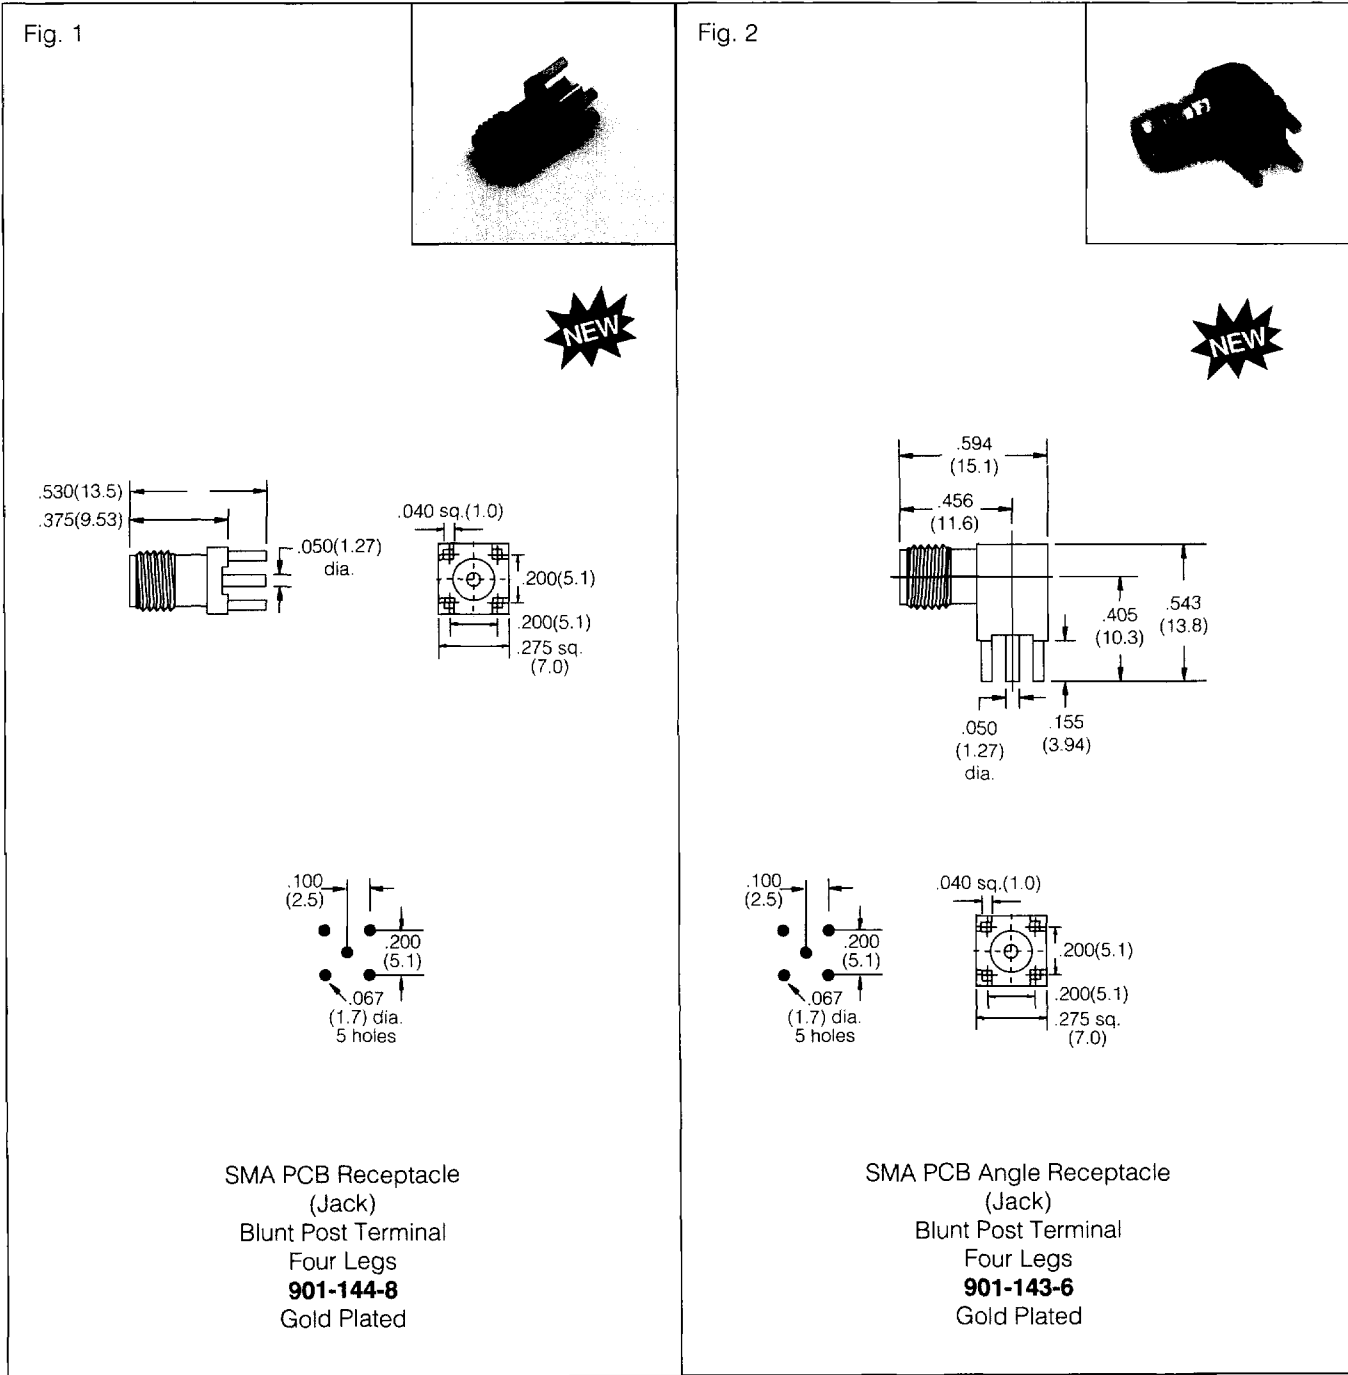 Fig. 1
NEW
.530(13.5)
.375(9.53)
.050(1.27)
dia.
.040 sq.(1.0)
.200(5.1)
.200(5.1)
.275 sq.
(7.0)
.100
(2.5)
.200
(5.1)
.067
(1.7) dia.
5 holes
SMA PCB Receptacle
(Jack)
Blunt Post Terminal
Four Legs
901-144-8
Gold Plated
Fig. 2
NEW
.594
(15.1)
.456
(11.6)
.405
(10.3)
.543
(13.8)
.050
(1.27)
dia.
.155
(3.94)
.100
(2.5)
.200
(5.1)
.067
(1.7) dia.
5 holes
.040 sq.(1.0)
.200(5.1)
.200(5.1)
.275 sq.
(7.0)
SMA PCB Angle Receptacle
(Jack)
Blunt Post Terminal
Four Legs
901-143-6
Gold Plated